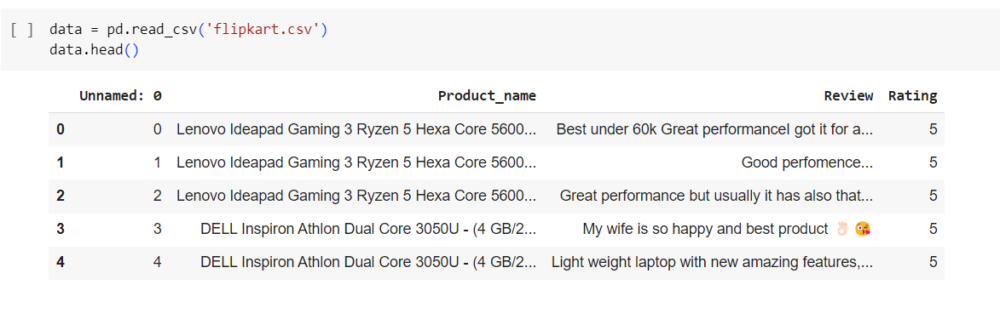 [ ] data = pd.read_csv('flipkart.csv')
data.head()
Unnamed: 0 Product_name Review Rating
0 0 Lenovo Ideapad Gaming 3 Ryzen 5 Hexa Core 5600... Best under 60k Great performanceI got it for a... 5
1 1 Lenovo Ideapad Gaming 3 Ryzen 5 Hexa Core 5600... Good perfomence... 5
2 2 Lenovo Ideapad Gaming 3 Ryzen 5 Hexa Core 5600... Great performance but usually it has also that... 5
3 3 DELL Inspiron Athlon Dual Core 3050U - (4 GB/2... My wife is so happy and best product 👌🏻 😘 5
4 4 DELL Inspiron Athlon Dual Core 3050U - (4 GB/2... Light weight laptop with new amazing features,... 5